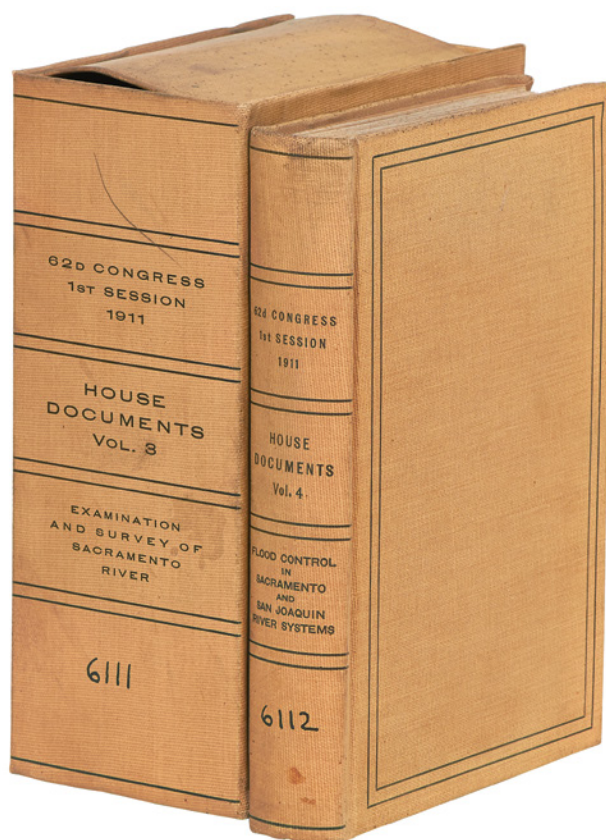 62D CONGRESS
1ST SESSION
1911
HOUSE
DOCUMENTS
VOL. 3
EXAMINATION
AND SURVEY OF
SACRAMENTO
RIVER
6111
62d CONGRESS
1st SESSION
1911
HOUSE
DOCUMENTS
Vol. 4
FLOOD CONTROL
IN
SACRAMENTO
AND
SAN JOAQUIN
RIVER SYSTEMS
6112